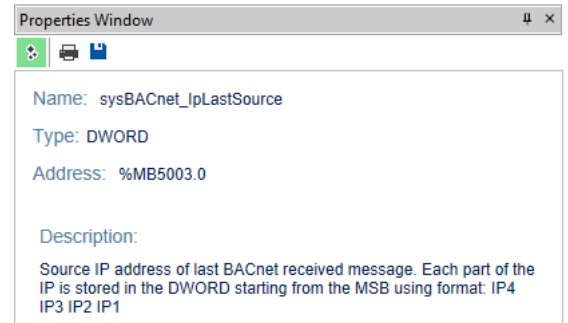 Properties Window
Name: sysBACnet_IpLastSource
Type: DWORD
Address: %MB5003.0
Description:
Source IP address of last BACnet received message. Each part of the
IP is stored in the DWORD starting from the MSB using format: IP4
IP3 IP2 IP1